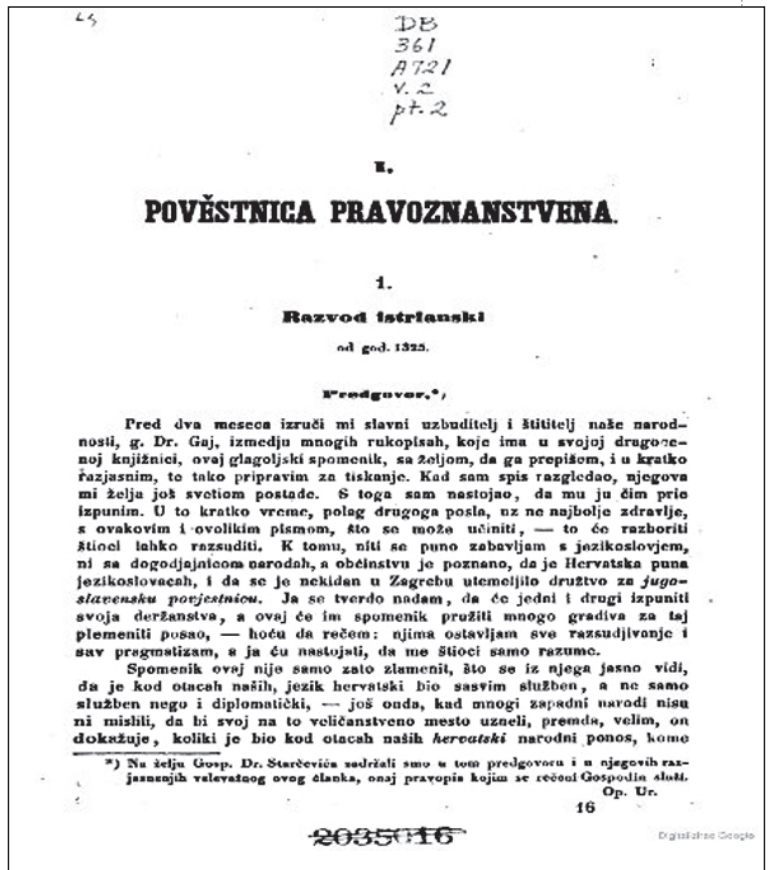 DB
361
A721
v. 2
pt. 2
I.
POVĚSTNICA PRAVOZNANSTVENA.
1.
Razvod istrianski
od god. 1325.
Predgovor.*)
Pred dva meseca izruči mi slavni uzbuditelj i štititelj naše narod-
nosti, g. Dr. Gaj, izmedju mnogih rukopisah, koje ima u svojoj dragoce-
noj knjižnici, ovaj glagoljski spomenik, sa željom, da ga prepišem, i u kratko
razjasnim, te tako pripravim za tiskanje. Kad sam spis razgledao, njegova
mi želja još svetiom postade. S toga sam nastojao, da mu ju čim prie
izpunim. U to kratko vreme, polag drugoga posla, uz ne najbolje zdravlje,
s ovakovim i ovolikim pismom, što se može učiniti, — to će razboriti
štioci lahko razsuditi. K tomu, niti se puno zabavljam s jezikoslovjem,
ni sa dogodjajnicom narodah, a občinstvu je poznano, da je Hervatska puna
jezikoslovacah, i da se je nekidan u Zagrebu utemeljilo družtvo za jugo-
slavensku povjestnicu. Ja se tverdo nadam, da će jedni i drugi izpuniti
svoja deržanstva, a ovaj će im spomenik pružiti mnogo gradiva za taj
plemeniti posao, — hoću da rečem: njima ostavljam sve razsudjivanje i
sav pragmatizam, a ja ću nastojati, da me štioci samo razume.
Spomenik ovaj nije samo zato zlamenit, što se iz njega jasno vidi,
da je kod otacah naših, jezik hervatski bio sasvim služben, a ne samo
služben nego i diplomatički, — još onda, kad mnogi zapadni narodi nisu
ni mislili, da bi svoj na to veličanstveno mesto uzneli, premda, velim, on
dokazuje, koliki je bio kod otacah naših hervatski narodni ponos, kome
*) Na želju Gosp. Dr. Starčevića zadržali smo u tom predgovoru i u njegovih raz-
jasnenjih ovog članka, onaj pravopis kojim se rečeni Gospodin služi.
Op. Ur.
16
2035016
Digitalizirao Google